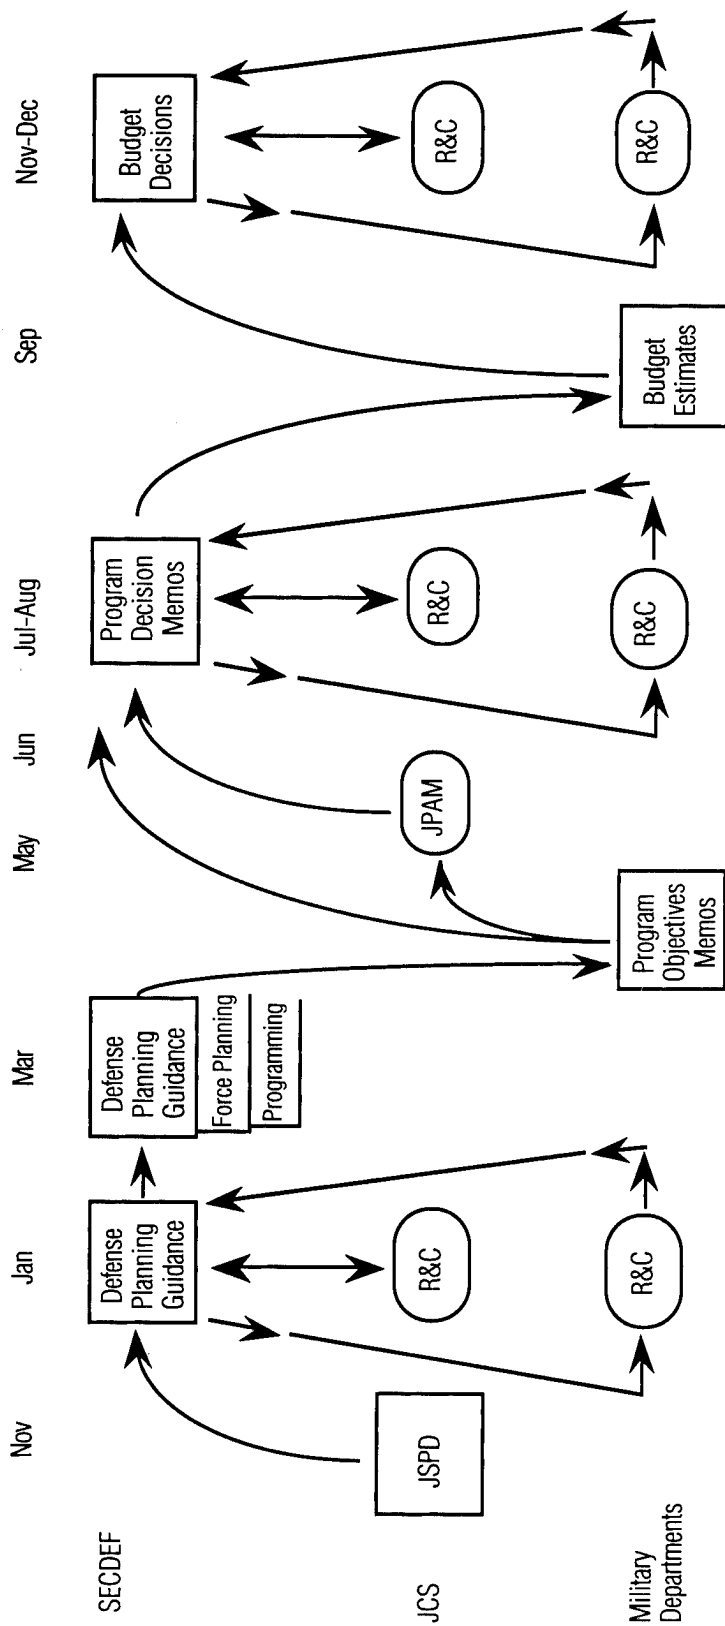 Nov
Jan
Mar
May
Jun
Jul-Aug
Sep
Nov-Dec
SECDEF
Defense
Planning
Guidance
Defense
Planning
Guidance
Force Planning
Programming
Program
Decision
Memos
Budget
Decisions
JCS
JSPD
R&C
JPAM
R&C
R&C
Military
Departments
R&C
Program
Objectives
Memos
R&C
Budget
Estimates
R&C